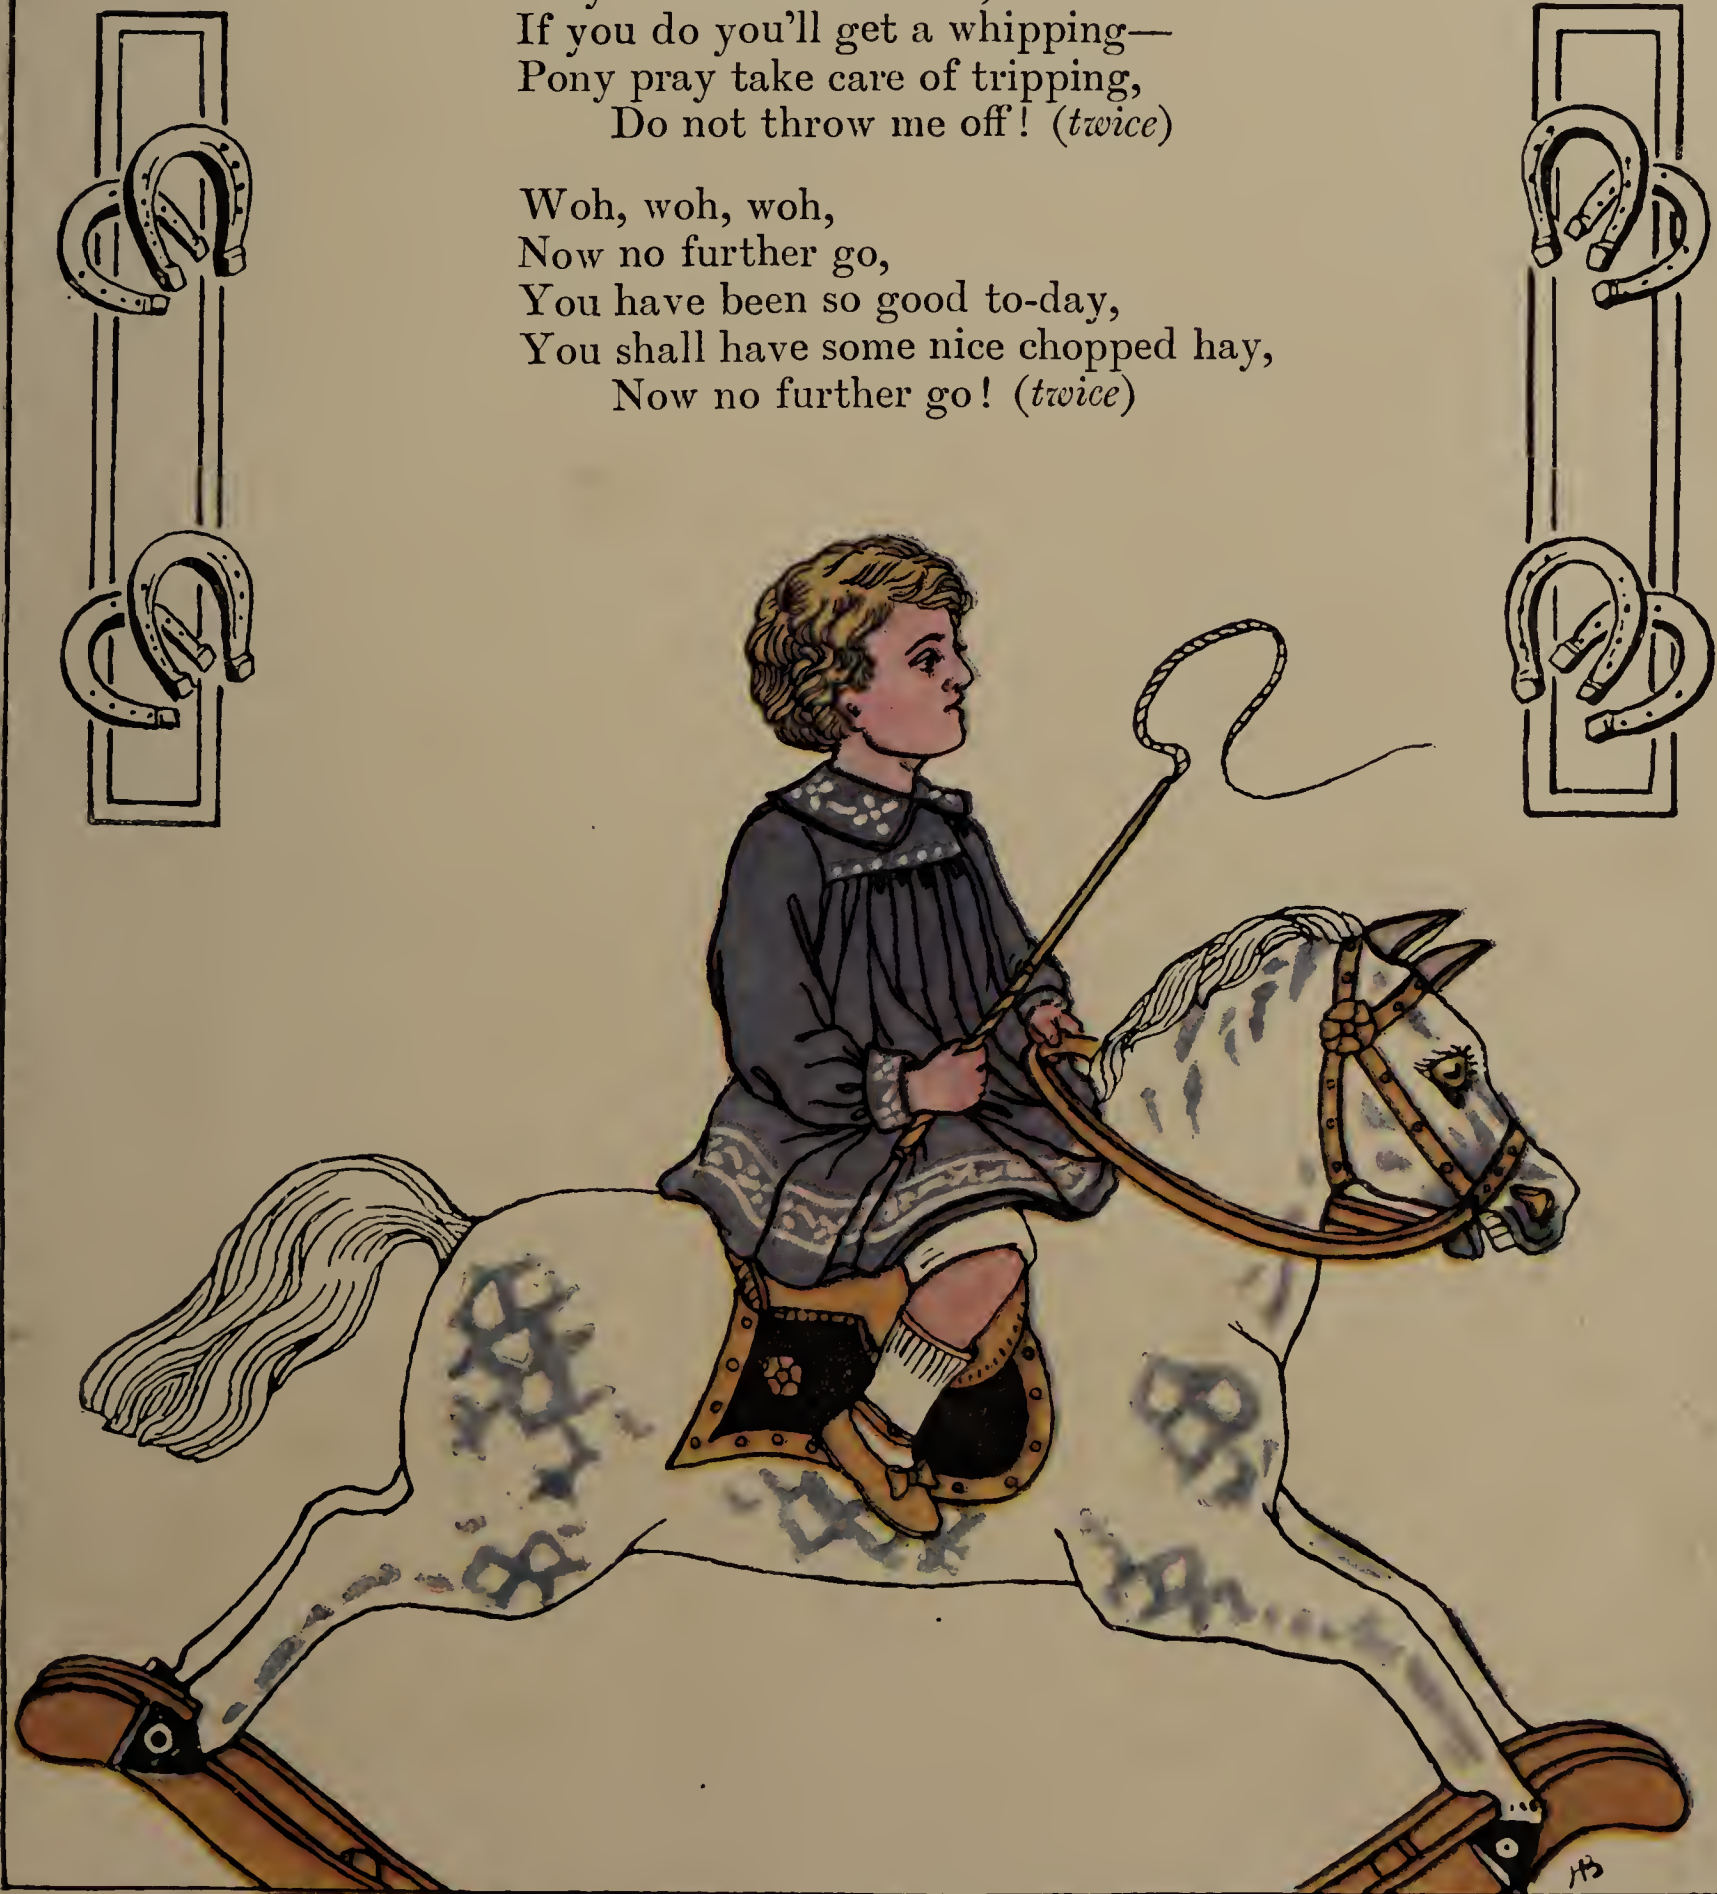 If you do you'll get a whipping—
Pony pray take care of tripping,
Do not throw me off! (twice)
Woh, woh, woh,
Now no further go,
You have been so good to-day,
You shall have some nice chopped hay,
Now no further go! (twice)
HB